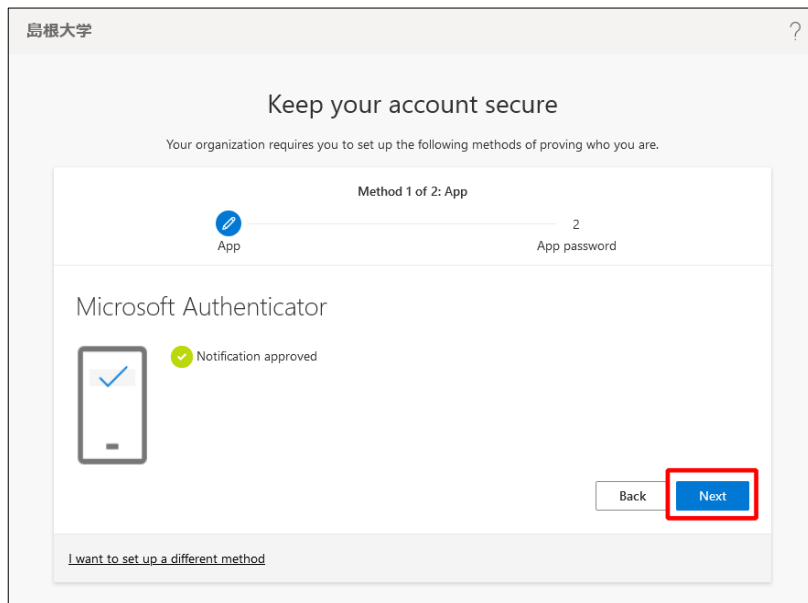 島根大学
?
Keep your account secure
Your organization requires you to set up the following methods of proving who you are.
Method 1 of 2: App
2
App
App password
Microsoft Authenticator
Notification approved
Back
Next
I want to set up a different method